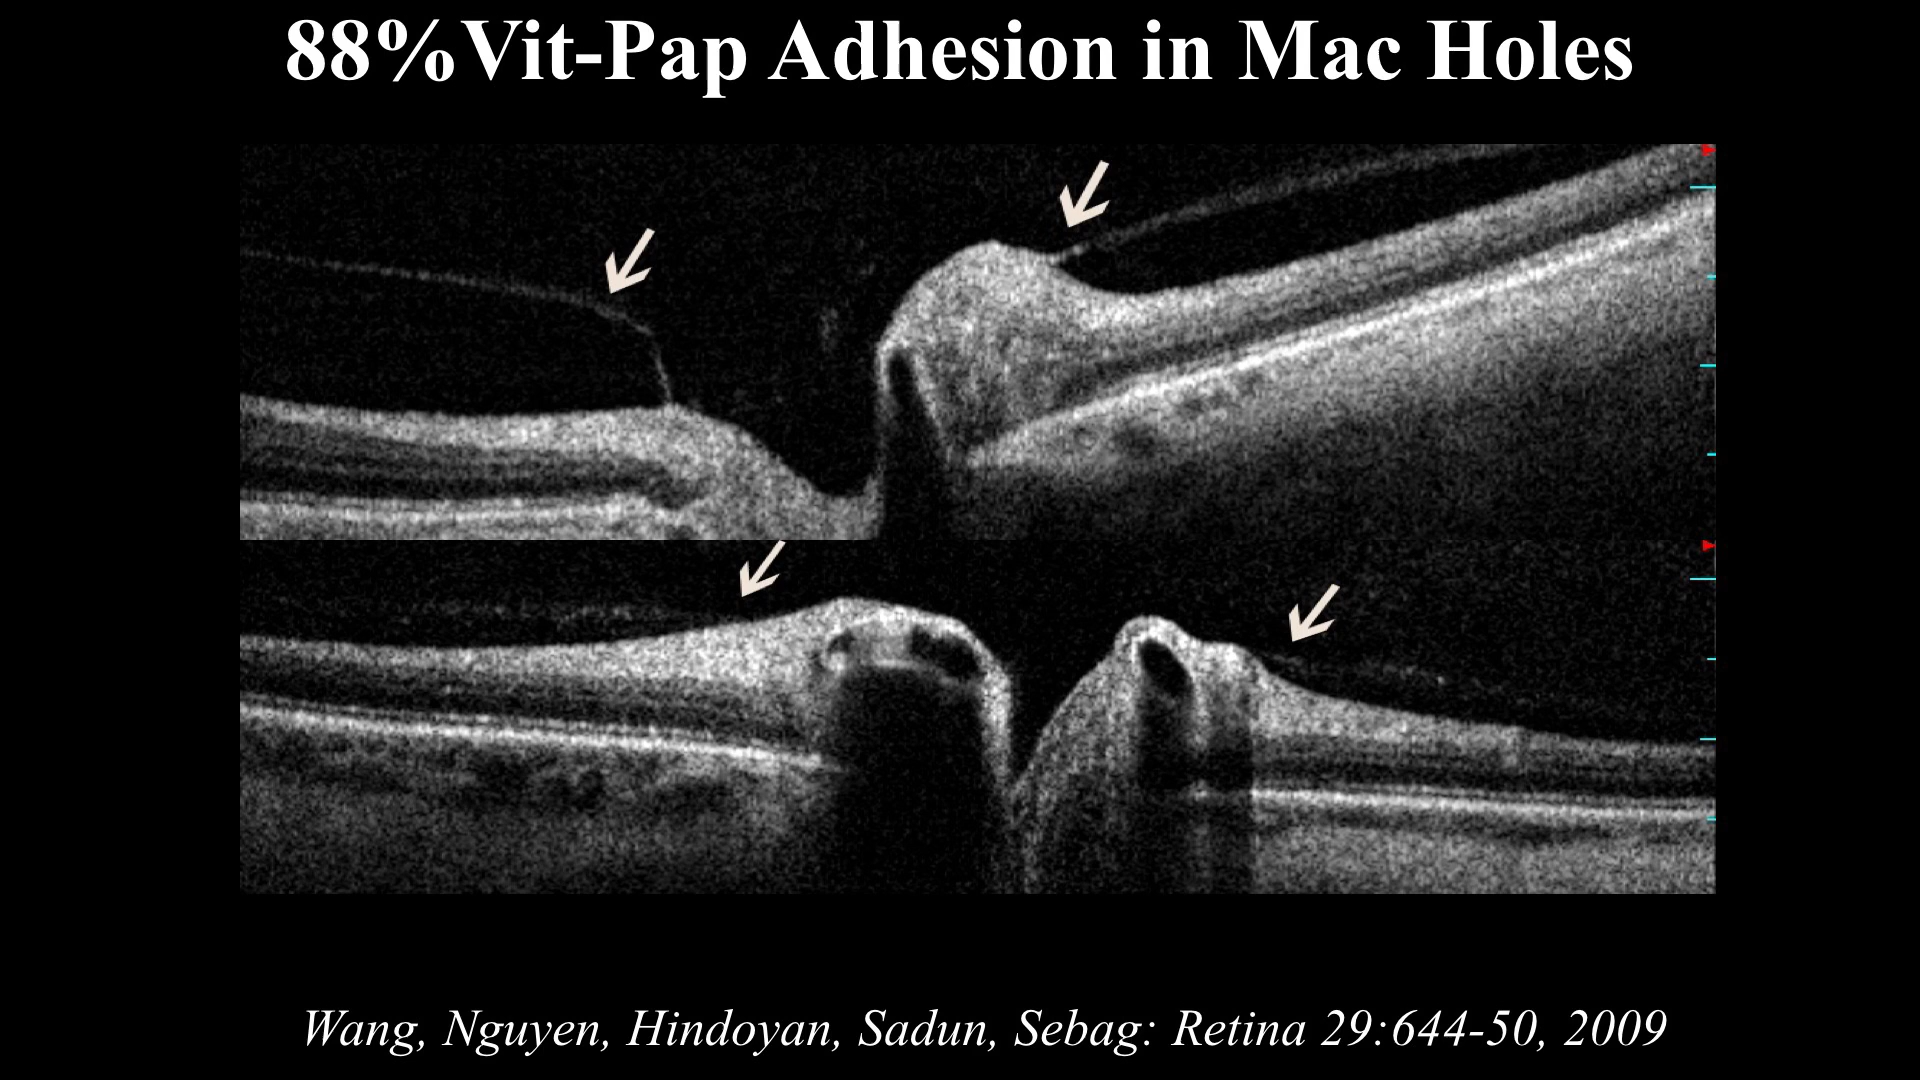 88%Vit-Pap Adhesion in Mac Holes
Wang, Nguyen, Hindoyan, Sadun, Sebag: Retina 29:644-50, 2009